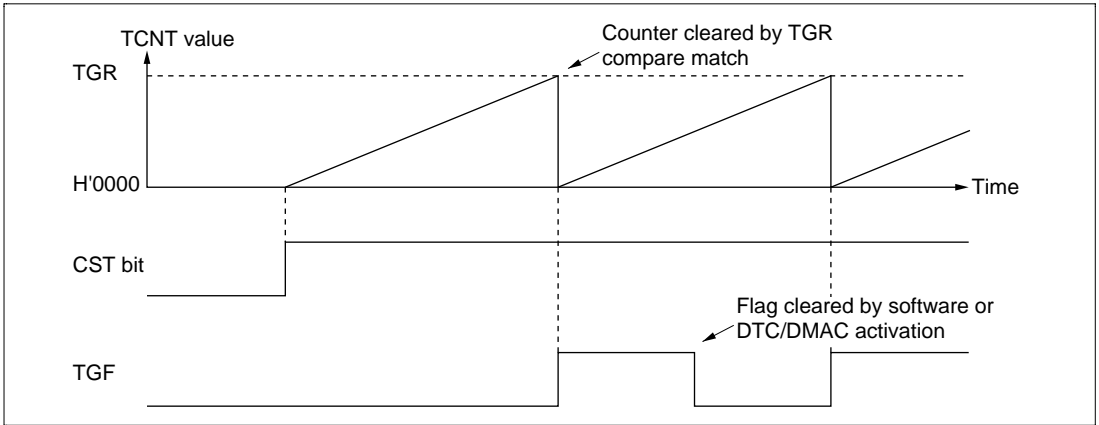 TCNT value
Counter cleared by TGR
compare match
TGR
H'0000
Time
CST bit
Flag cleared by software or
DTC/DMAC activation
TGF